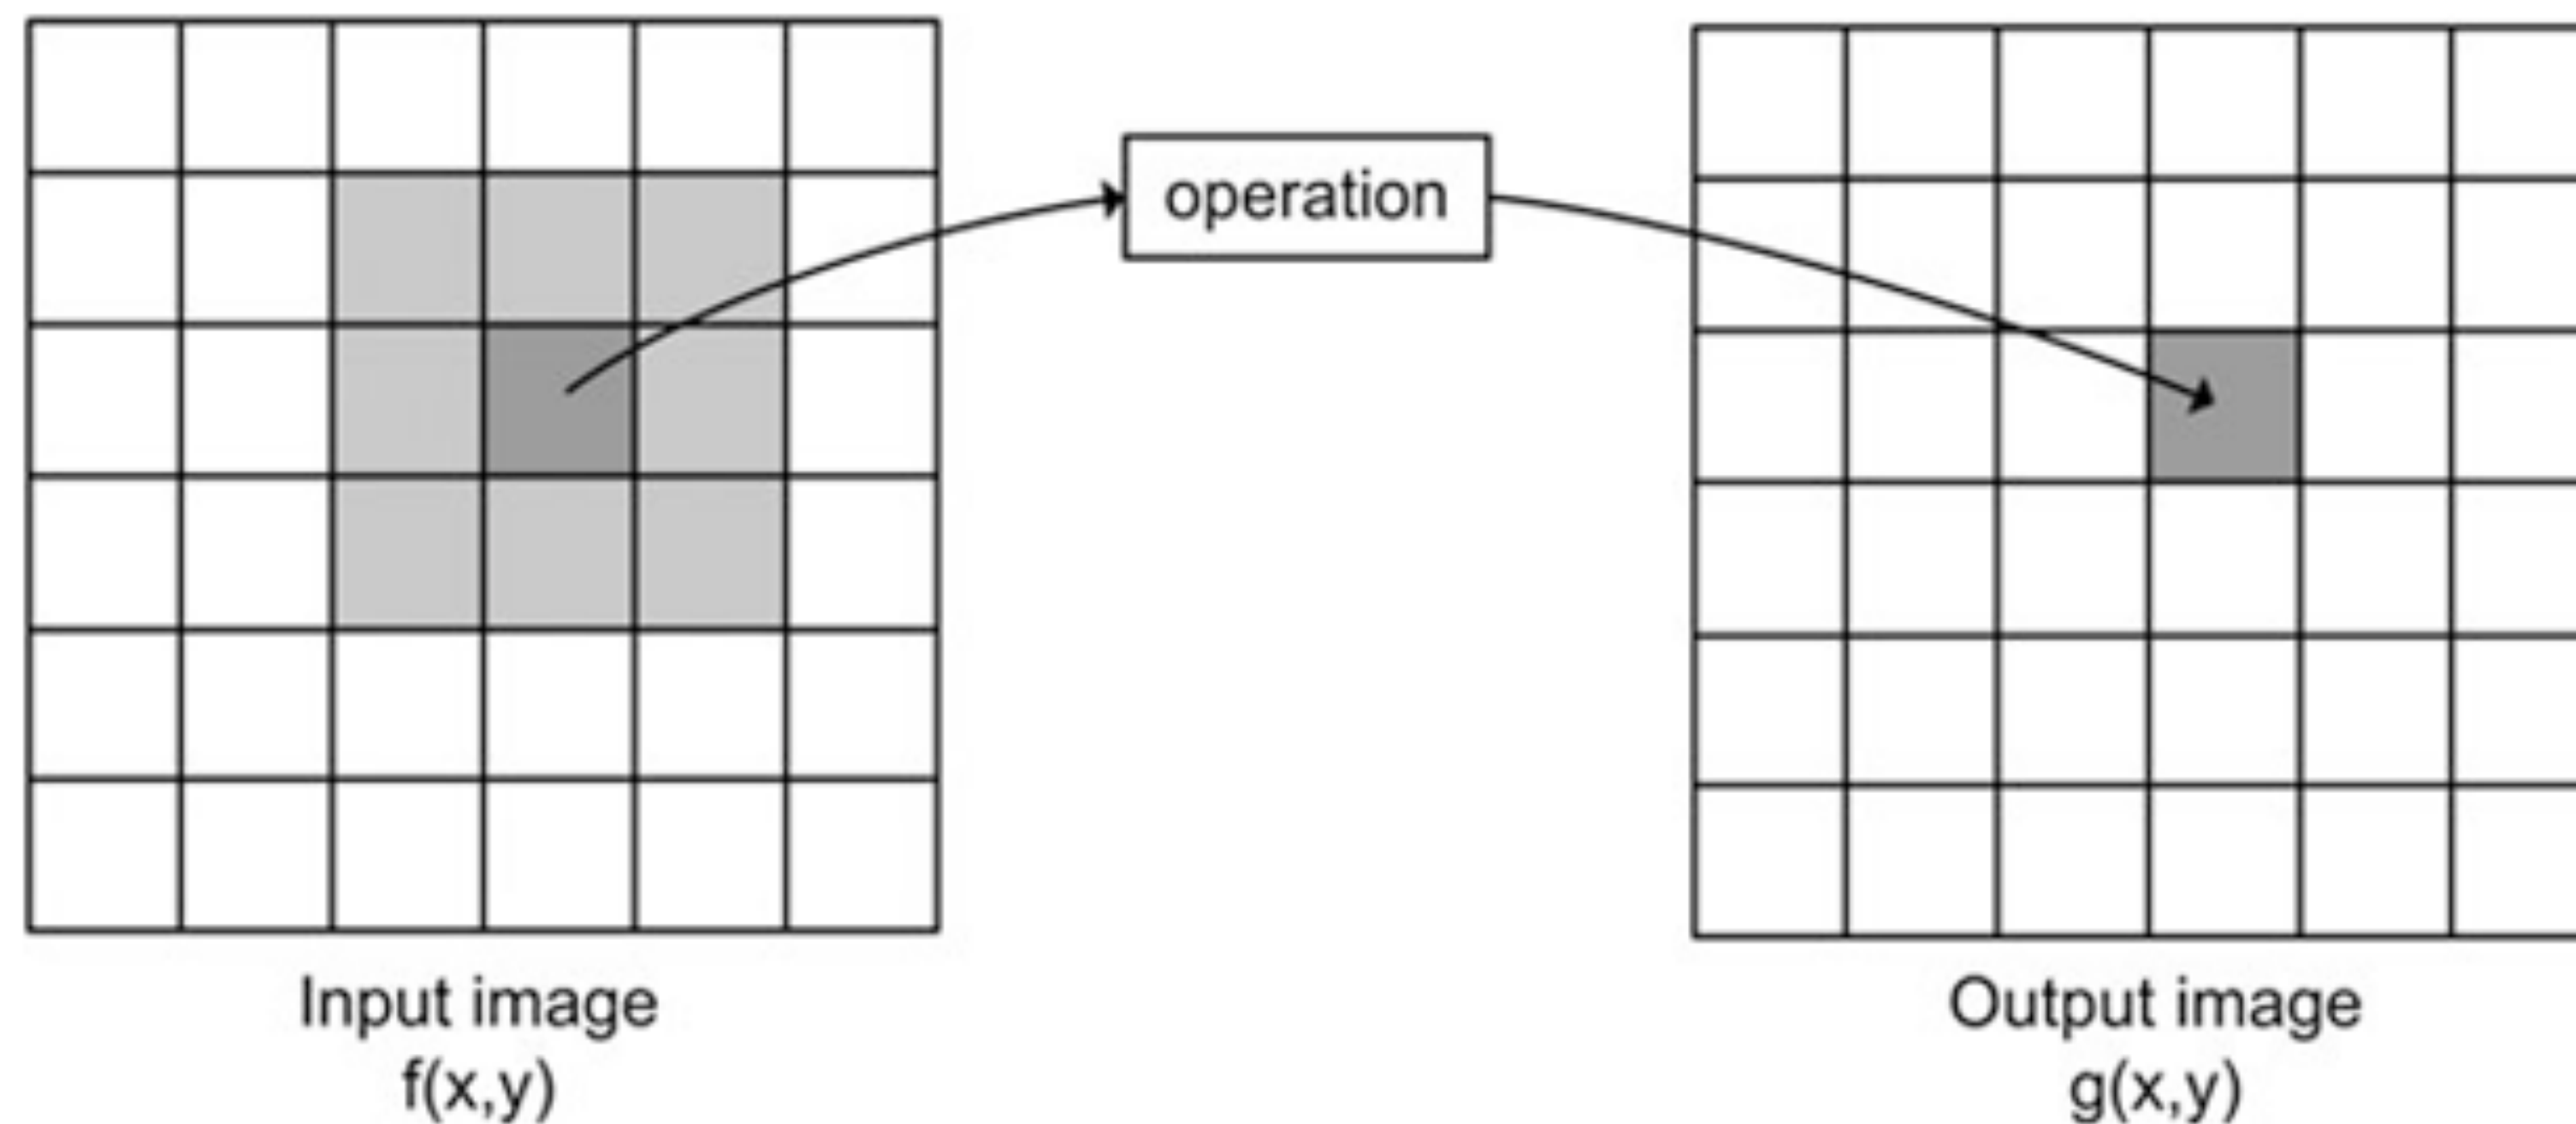 operation
Input image
f(x,y)
Output image
g(x,y)